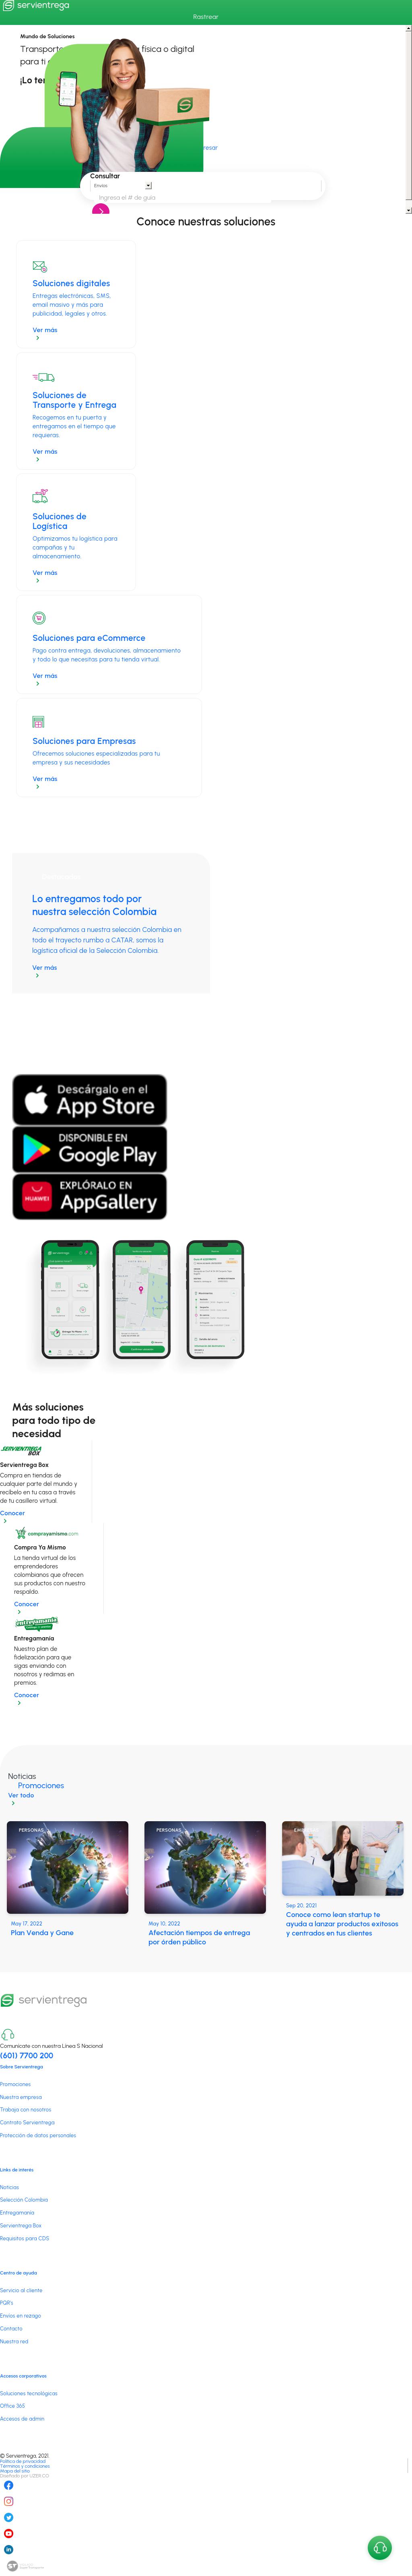 servientrega
Rastrear
Mundo de Soluciones
Transporte física o digital
para ti
¡Lo
resar
Consultar
Envíos
Ingresa el # de guía
Conoce nuestras soluciones
Soluciones digitales
Entregas electrónicas, SMS,
email masivo y más para
publicidad, legales y otros.
Ver más
Soluciones de
Transporte y Entrega
Recogemos en tu puerta y
entregamos en el tiempo que
requieras.
Ver más
Soluciones de
Logística
Optimizamos tu logística para
campañas y tu
almacenamiento.
Ver más
Soluciones para eCommerce
Pago contra entrega, devoluciones, almacenamiento
y todo lo que necesitas para tu tienda virtual.
Ver más
Soluciones para Empresas
Ofrecemos soluciones especializadas para tu
empresa y sus necesidades
Ver más
Lo entregamos todo por
nuestra selección Colombia
Acompañamos a nuestra selección Colombia en
todo el trayecto rumbo a CATAR, somos la
logística oficial de la Selección Colombia.
Ver más
Descárgalo en el
App Store
DISPONIBLE EN
Google Play
HUAWEI
EXPLÓRALO EN
AppGallery
Más soluciones
para todo tipo de
necesidad
SERVIENTREGA
BOX
Servientrega Box
Compra en tiendas de
cualquier parte del mundo y
recíbelo en tu casa a través
de tu casillero virtual.
Conocer
comprayamismo.com
Compra Ya Mismo
La tienda virtual de los
emprendedores
colombianos que ofrecen
sus productos con nuestro
respaldo.
Conocer
entregamanía
Entregamanía
Nuestro plan de
fidelización para que
sigas enviando con
nosotros y redimas en
premios.
Conocer
Noticias
Promociones
Ver todo
PERSONAS
May 17, 2022
Plan Venda y Gane
PERSONAS
May 10, 2022
Afectación tiempos de entrega
por órden público
Sep 20, 2021
Conoce como lean startup te
ayuda a lanzar productos exitosos
y centrados en tus clientes
servientrega
Comunícate con nuestra Línea S Nacional
(601) 7700 200
Sobre Servientrega
Promociones
Nuestra empresa
Trabaja con nosotros
Contrato Servientrega
Protección de datos personales
Links de interés
Noticias
Selección Colombia
Entregamanía
Servientrega Box
Requisitos para CDS
Centro de ayuda
Servicio al cliente
PQR's
Envíos en rezago
Contacto
Nuestra red
Accesos corporativos
Soluciones tecnológicas
Office 365
Accesos de admin
© Servientrega, 2021
Política de privacidad
Términos y condiciones
Mapa del sitio
Diseñado por LIZEK.CO